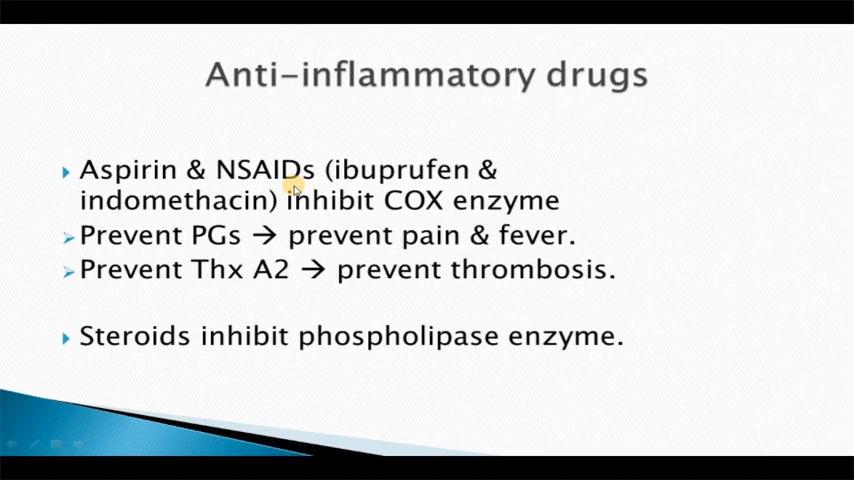 Anti-inflammatory drugs
Aspirin & NSAIDs (ibuprufen &
indomethacin) inhibit COX enzyme
Prevent PGs → prevent pain & fever.
Prevent Thx A2 → prevent thrombosis.
Steroids inhibit phospholipase enzyme.